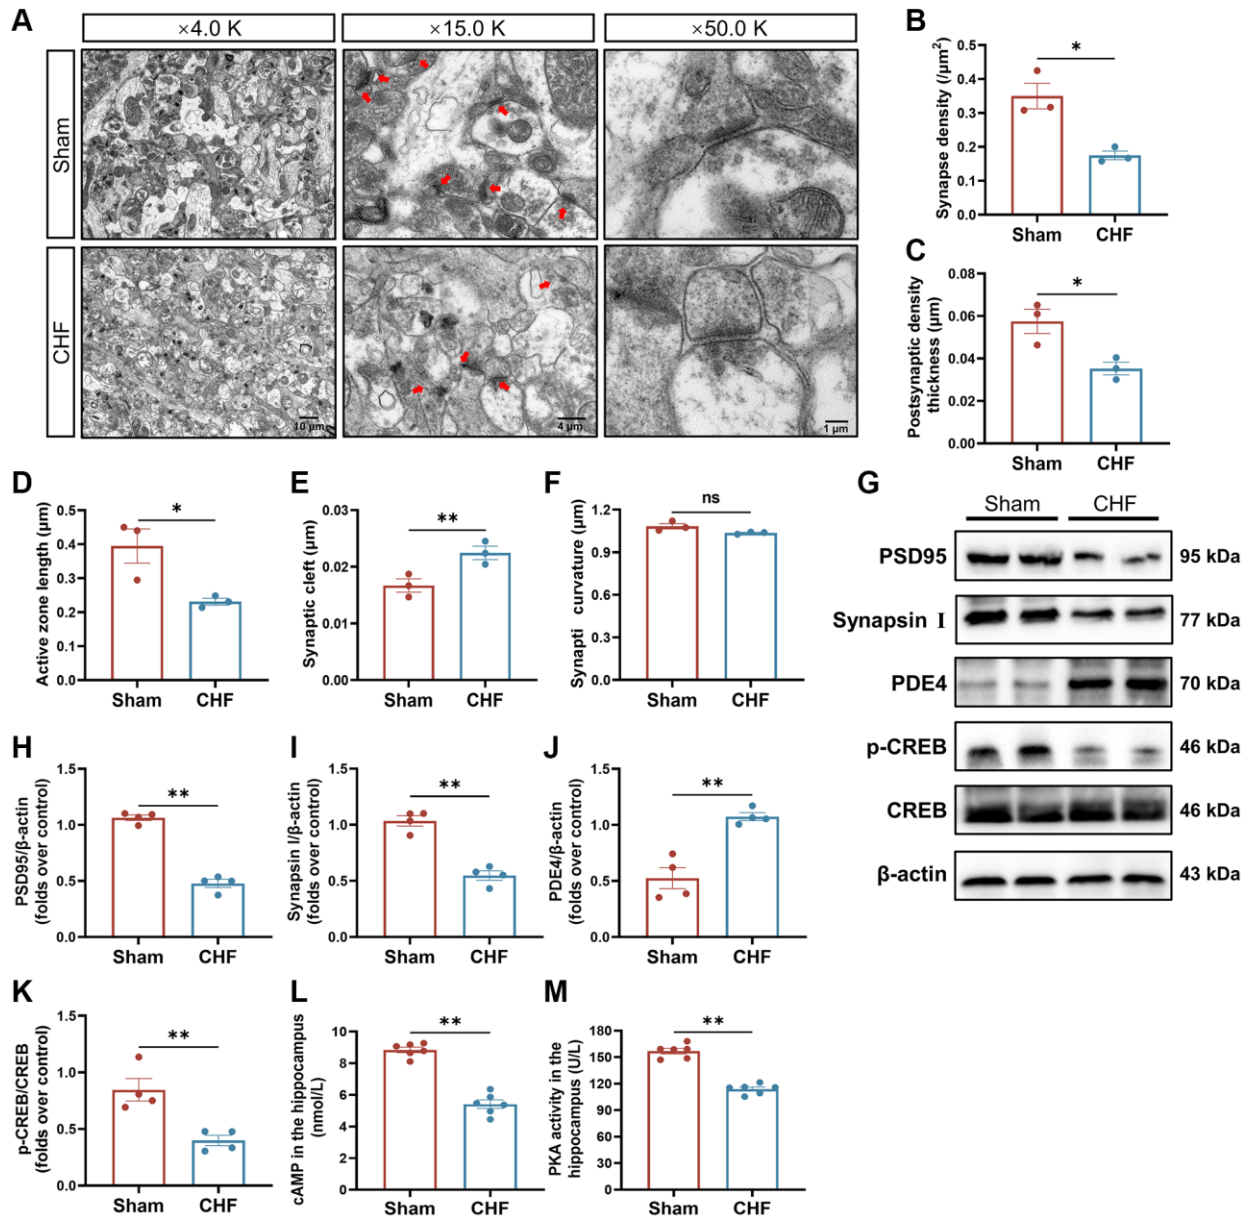 A
×4.0 K
×15.0 K
×50.0 K
Sham
CHF
10 μm
4 μm
1 μm
B
Synapse density (/μm²)
0.5
0.4
0.3
0.2
0.1
0.0
*
Sham CHF
C
Postsynaptic density
thickness (μm)
0.08
0.06
0.04
0.02
0.00
*
Sham CHF
D
Active zone length (μm)
0.5
0.4
0.3
0.2
0.1
0.0
*
Sham CHF
E
Synaptic cleft (μm)
0.03
0.02
0.01
0.00
**
Sham CHF
F
Synapti curvature (μm)
1.2
0.9
0.6
0.3
0.0
ns
Sham CHF
G
Sham CHF
PSD95 95 kDa
Synapsin I 77 kDa
PDE4 70 kDa
p-CREB 46 kDa
CREB 46 kDa
β-actin 43 kDa
H
PSD95/β-actin
(folds over control)
1.5
1.0
0.5
0.0
**
Sham CHF
I
Synapsin I/β-actin
(folds over control)
1.5
1.0
0.5
0.0
**
Sham CHF
J
PDE4/β-actin
(folds over control)
1.5
1.0
0.5
0.0
**
Sham CHF
K
p-CREB/CREB
(folds over control)
1.5
1.0
0.5
0.0
**
Sham CHF
L
cAMP in the hippocampus
(nmol/L)
10
8
6
4
2
0
**
Sham CHF
M
PKA activity in the
hippocampus (U/L)
180
150
120
90
60
30
0
**
Sham CHF